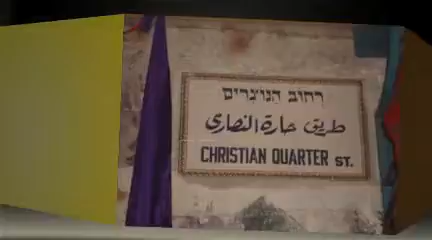 רחוב הנוצרים
طريق حارة النصارى
CHRISTIAN QUARTER ST.